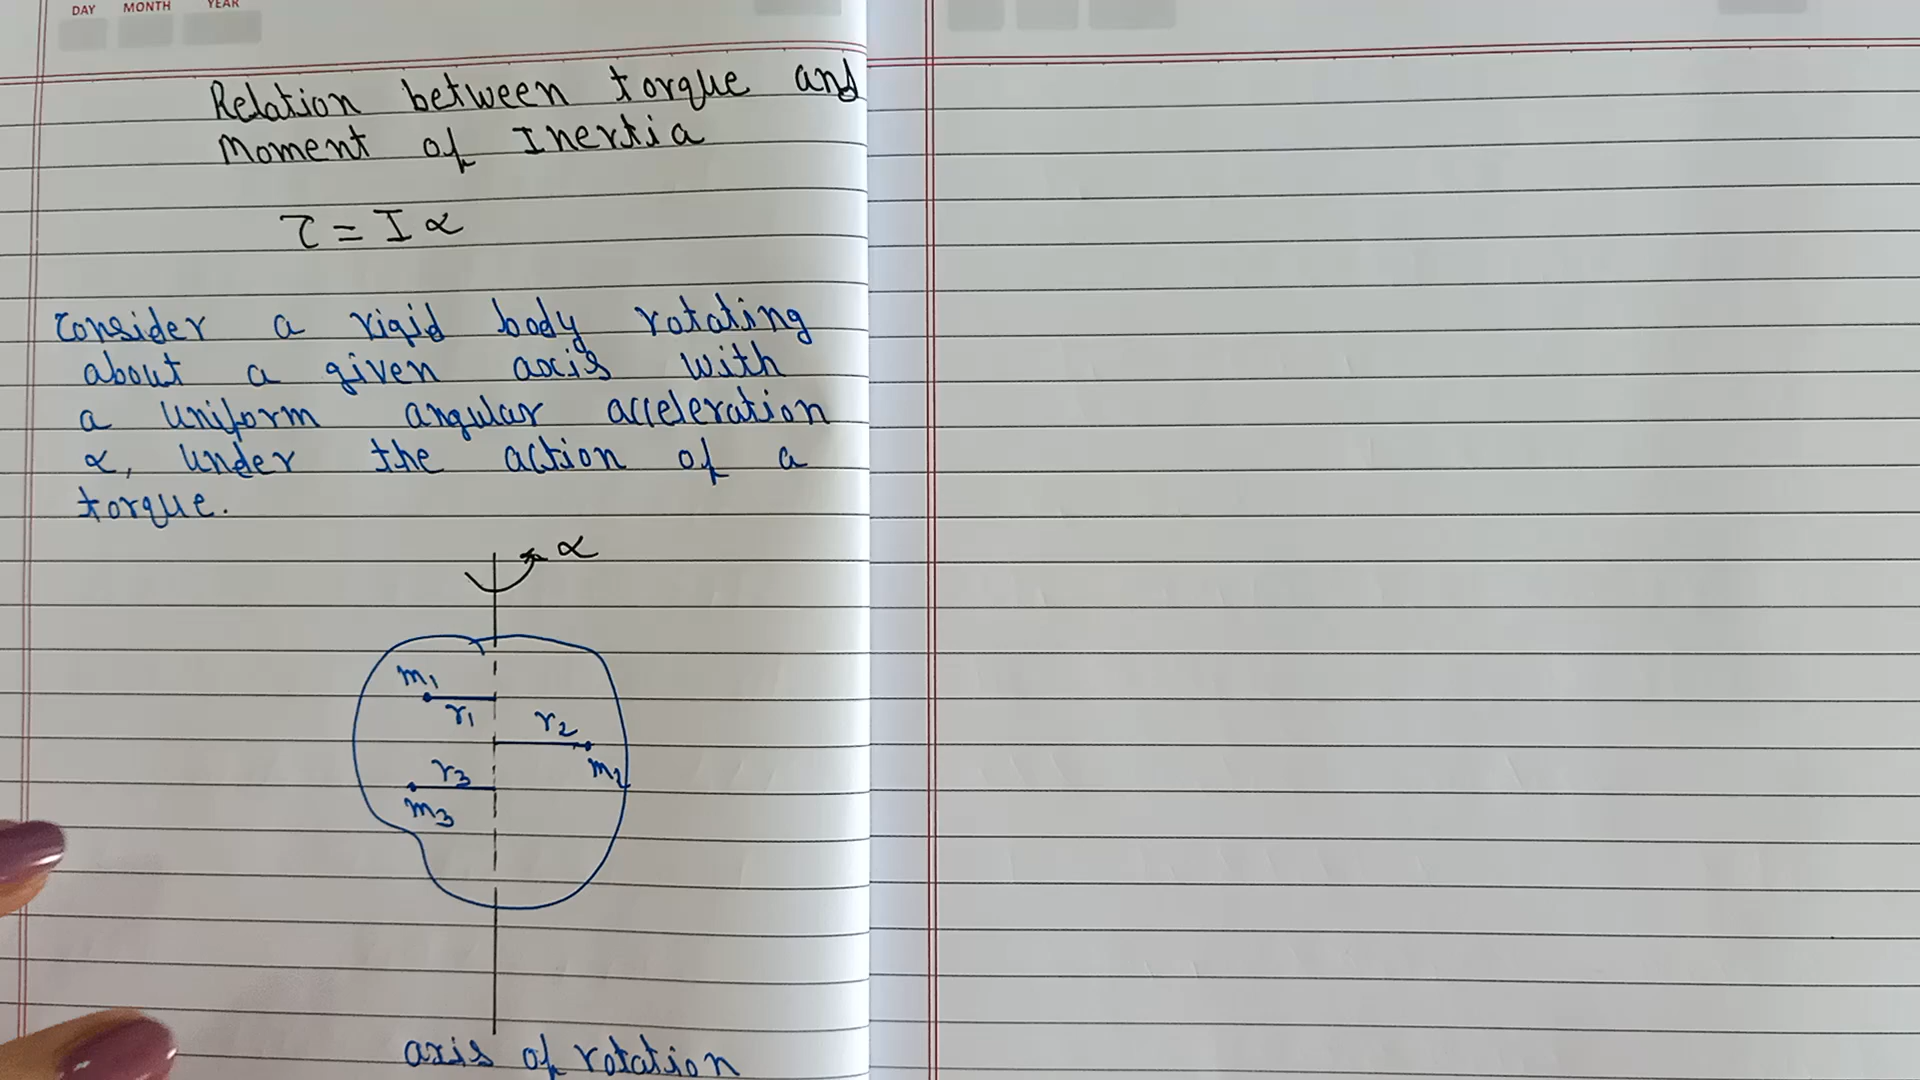 DAY MONTH YEAR
Relation between torque and
Moment of Inertia
τ = I α
Consider a rigid body rotating
about a given axis with
a uniform angular acceleration
α, under the action of a
torque.
α
m₁
r₁
r₂
m₂
r₃
m₃
axis of rotation